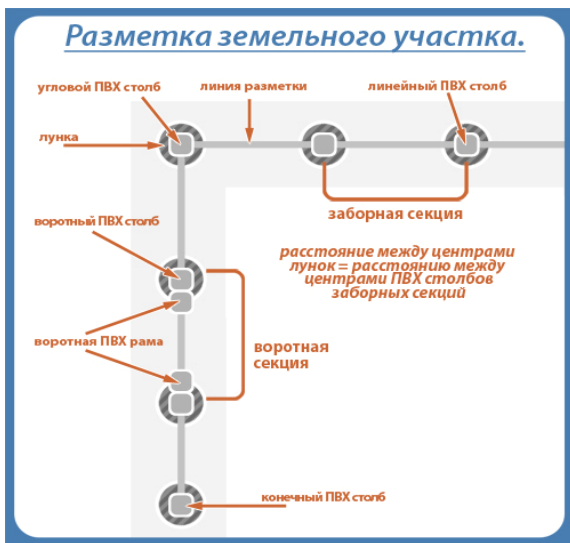 Разметка земельного участка.
угловой ПВХ столб
линия разметки
линейный ПВХ столб
лунка
заборная секция
воротный ПВХ столб
расстояние между центрами
лунок = расстоянию между
центрами ПВХ столбов
заборных секций
воротная ПВХ рама
воротная
секция
конечный ПВХ столб